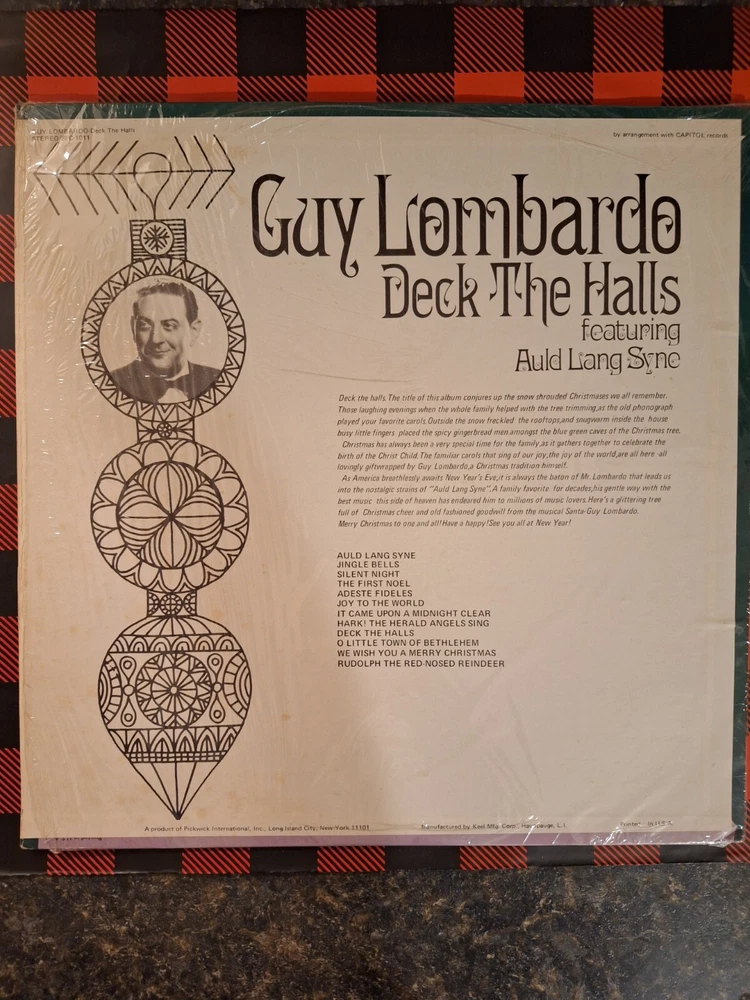 GUY LOMBARDO-Deck The Halls
by arrangement with CAPITOL records
Guy Lombardo
Deck The Halls
featuring
Auld Lang Syne
Deck the halls. The title of this album conjures up the snow shrouded Christmases we all remember.
Those laughing evenings when the whole family helped with the tree trimming,as the old phonograph
played your favorite carols. Outside the snow freckled the rooftops,and snugwarm inside the house
busy little fingers placed the spicy gingerbread men amongst the blue green caves of the Christmas tree.
Christmas has always been a very special time for the family,as it gathers together to celebrate the
birth of the Christ Child. The familiar carols that sing of our joy,the joy of the world,are all here-all
lovingly giftwrapped by Guy Lombardo,a Christmas tradition himself.
As America breathlessly awaits New Year's Eve,it is always the baton of Mr. Lombardo that leads us
into the nostalgic strains of "Auld Lang Syne". A family favorite for decades,his gentle way with the
best music this side of heaven has endeared him to millions of music lovers. Here's a glittering tree
full of Christmas cheer and old fashioned goodwill from the musical Santa-Guy Lombardo.
Merry Christmas to one and all! Have a happy! See you all at New Year!
AULD LANG SYNE
JINGLE BELLS
SILENT NIGHT
THE FIRST NOEL
ADESTE FIDELES
JOY TO THE WORLD
IT CAME UPON A MIDNIGHT CLEAR
HARK! THE HERALD ANGELS SING
DECK THE HALLS
O LITTLE TOWN OF BETHLEHEM
WE WISH YOU A MERRY CHRISTMAS
RUDOLPH THE RED-NOSED REINDEER
A product of Pickwick International, Inc., Long Island City, New York 11101
Manufactured by Keel Mfg. Corp., Hauppauge, L.I.
Printed in U.S.A.